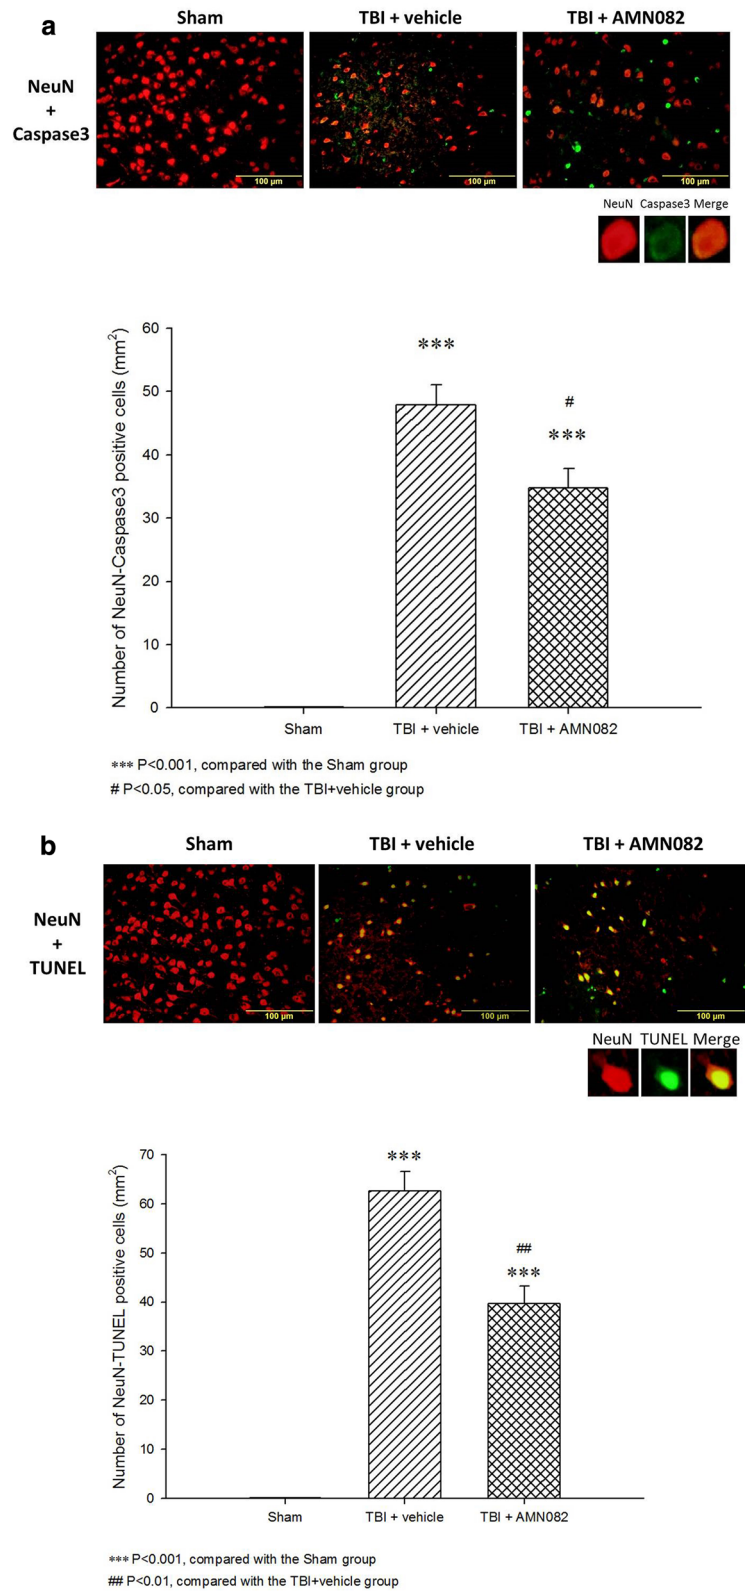 a
Sham TBI + vehicle TBI + AMN082
NeuN
+
Caspase3
100 µm 100 µm 100 µm
NeuN Caspase3 Merge
Number of NeuN-Caspase3 positive cells (mm²)
60
50
40
30
20
10
0
***
#
***
Sham TBI + vehicle TBI + AMN082
*** P<0.001, compared with the Sham group
# P<0.05, compared with the TBI+vehicle group
b
Sham TBI + vehicle TBI + AMN082
NeuN
+
TUNEL
100 µm 100 µm 100 µm
NeuN TUNEL Merge
Number of NeuN-TUNEL positive cells (mm²)
70
60
50
40
30
20
10
0
***
##
***
Sham TBI + vehicle TBI + AMN082
*** P<0.001, compared with the Sham group
## P<0.01, compared with the TBI+vehicle group